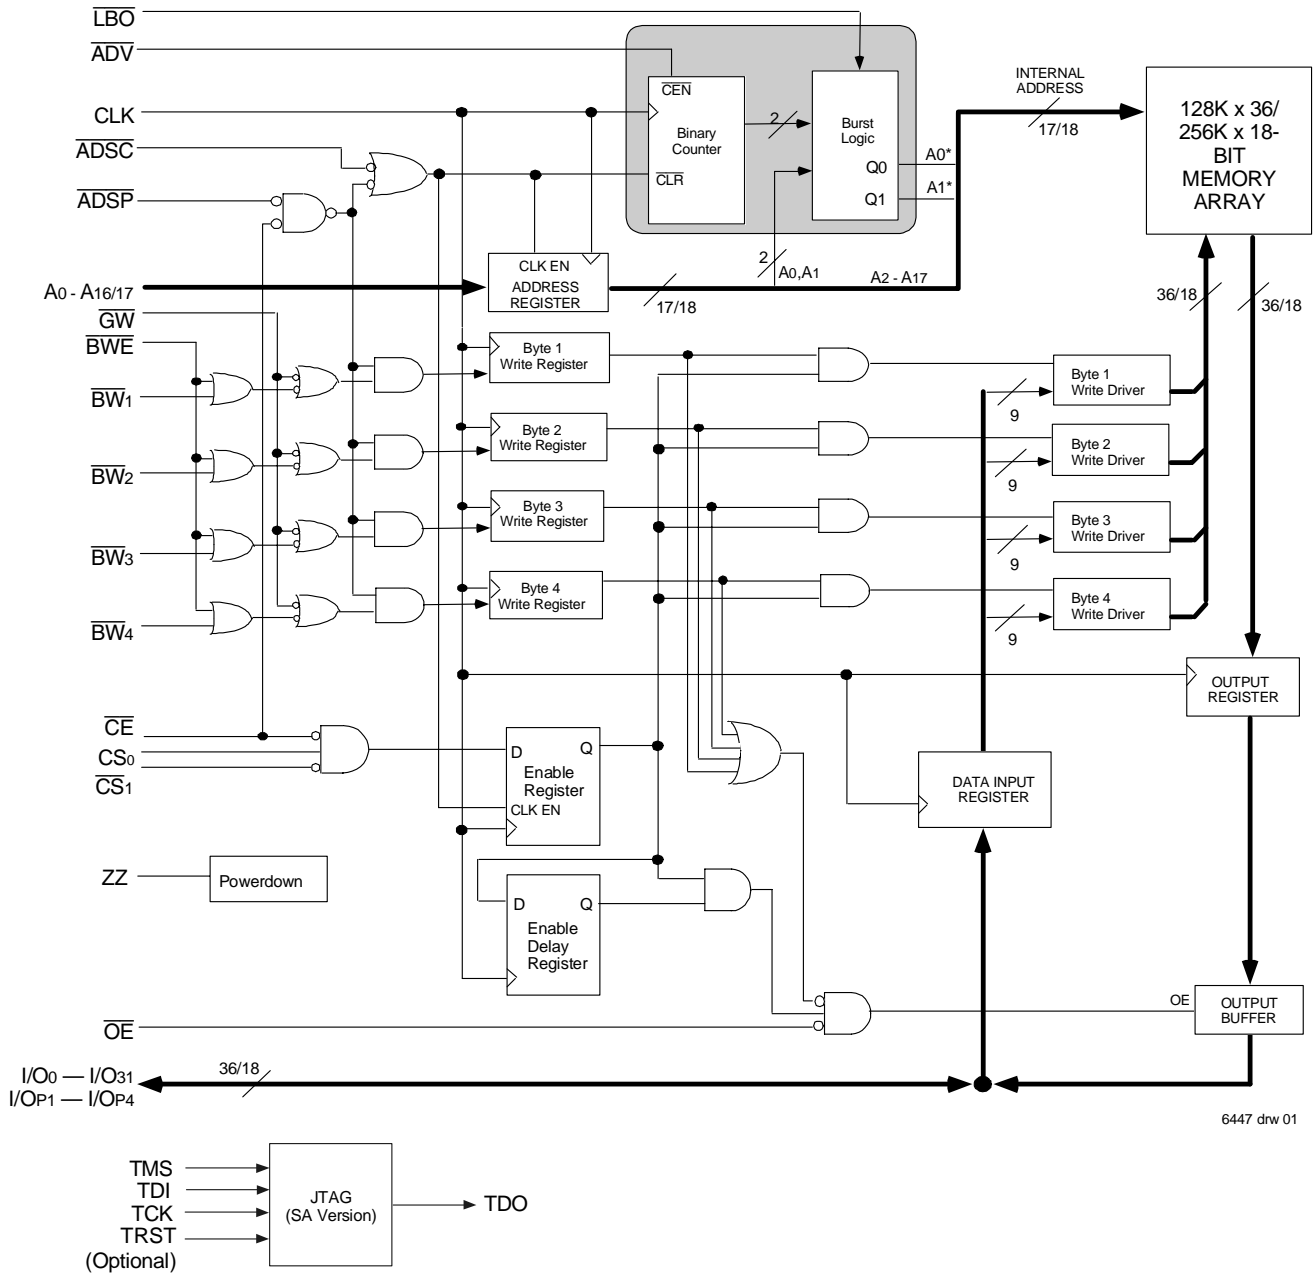 LBO
ADV
CLK
ADSC
ADSP
A0 - A16/17
GW
BWE
BW1
BW2
BW3
BW4
CE
CS0
CS1
ZZ
Powerdown
OE
I/O0 — I/O31
I/OP1 — I/OP4
36/18
CEN
Binary
Counter
CLR
2
Burst
Logic
Q0
Q1
A0*
A1*
INTERNAL
ADDRESS
17/18
128K x 36/
256K x 18-
BIT
MEMORY
ARRAY
CLK EN
ADDRESS
REGISTER
17/18
2
A0,A1
A2 - A17
36/18
36/18
Byte 1
Write Register
Byte 2
Write Register
Byte 3
Write Register
Byte 4
Write Register
9
Byte 1
Write Driver
9
Byte 2
Write Driver
9
Byte 3
Write Driver
9
Byte 4
Write Driver
OUTPUT
REGISTER
D
Q
Enable
Register
CLK EN
DATA INPUT
REGISTER
D
Q
Enable
Delay
Register
OE
OUTPUT
BUFFER
6447 drw 01
TMS
TDI
TCK
TRST
(Optional)
JTAG
(SA Version)
TDO